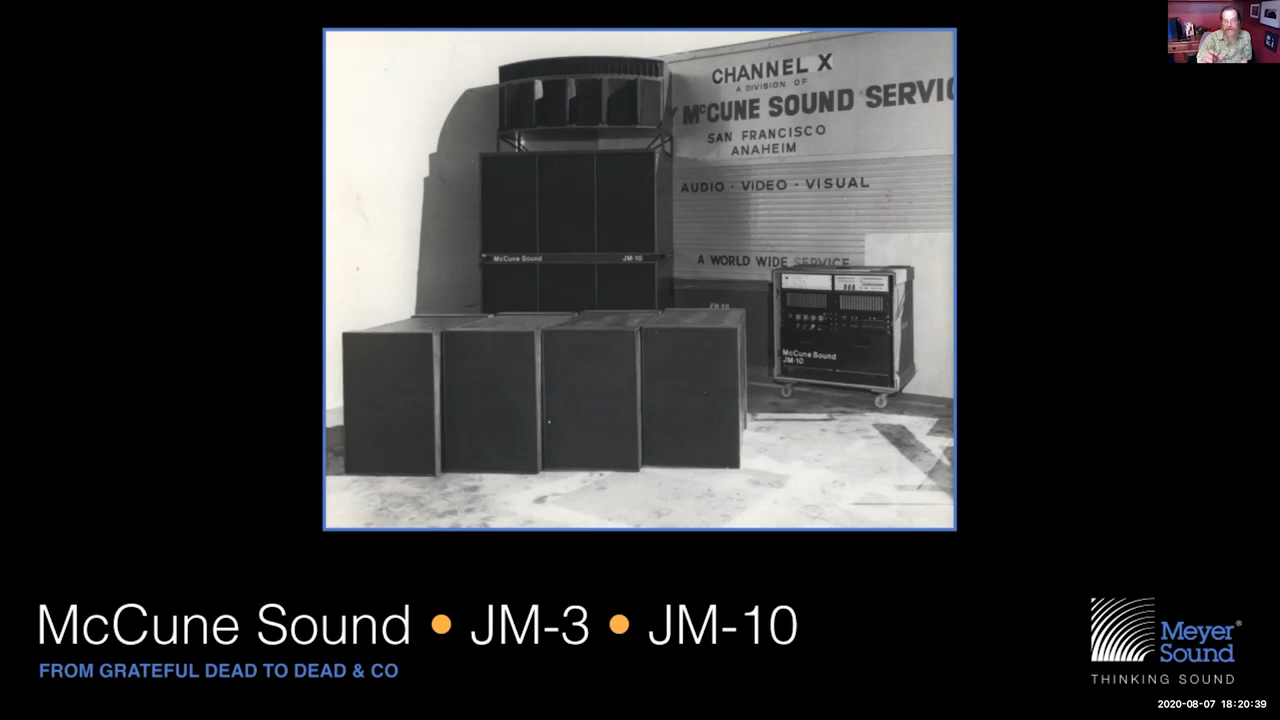 CHANNEL X
A DIVISION OF
McCUNE SOUND SERVIC
SAN FRANCISCO
ANAHEIM
AUDIO · VIDEO · VISUAL
A WORLD WIDE SERVICE
McCune Sound JM-10
JM-10
McCune Sound
JM-10
McCune Sound • JM-3 • JM-10
FROM GRATEFUL DEAD TO DEAD & CO
Meyer
Sound®
THINKING SOUND
2020-08-07 18:20:39